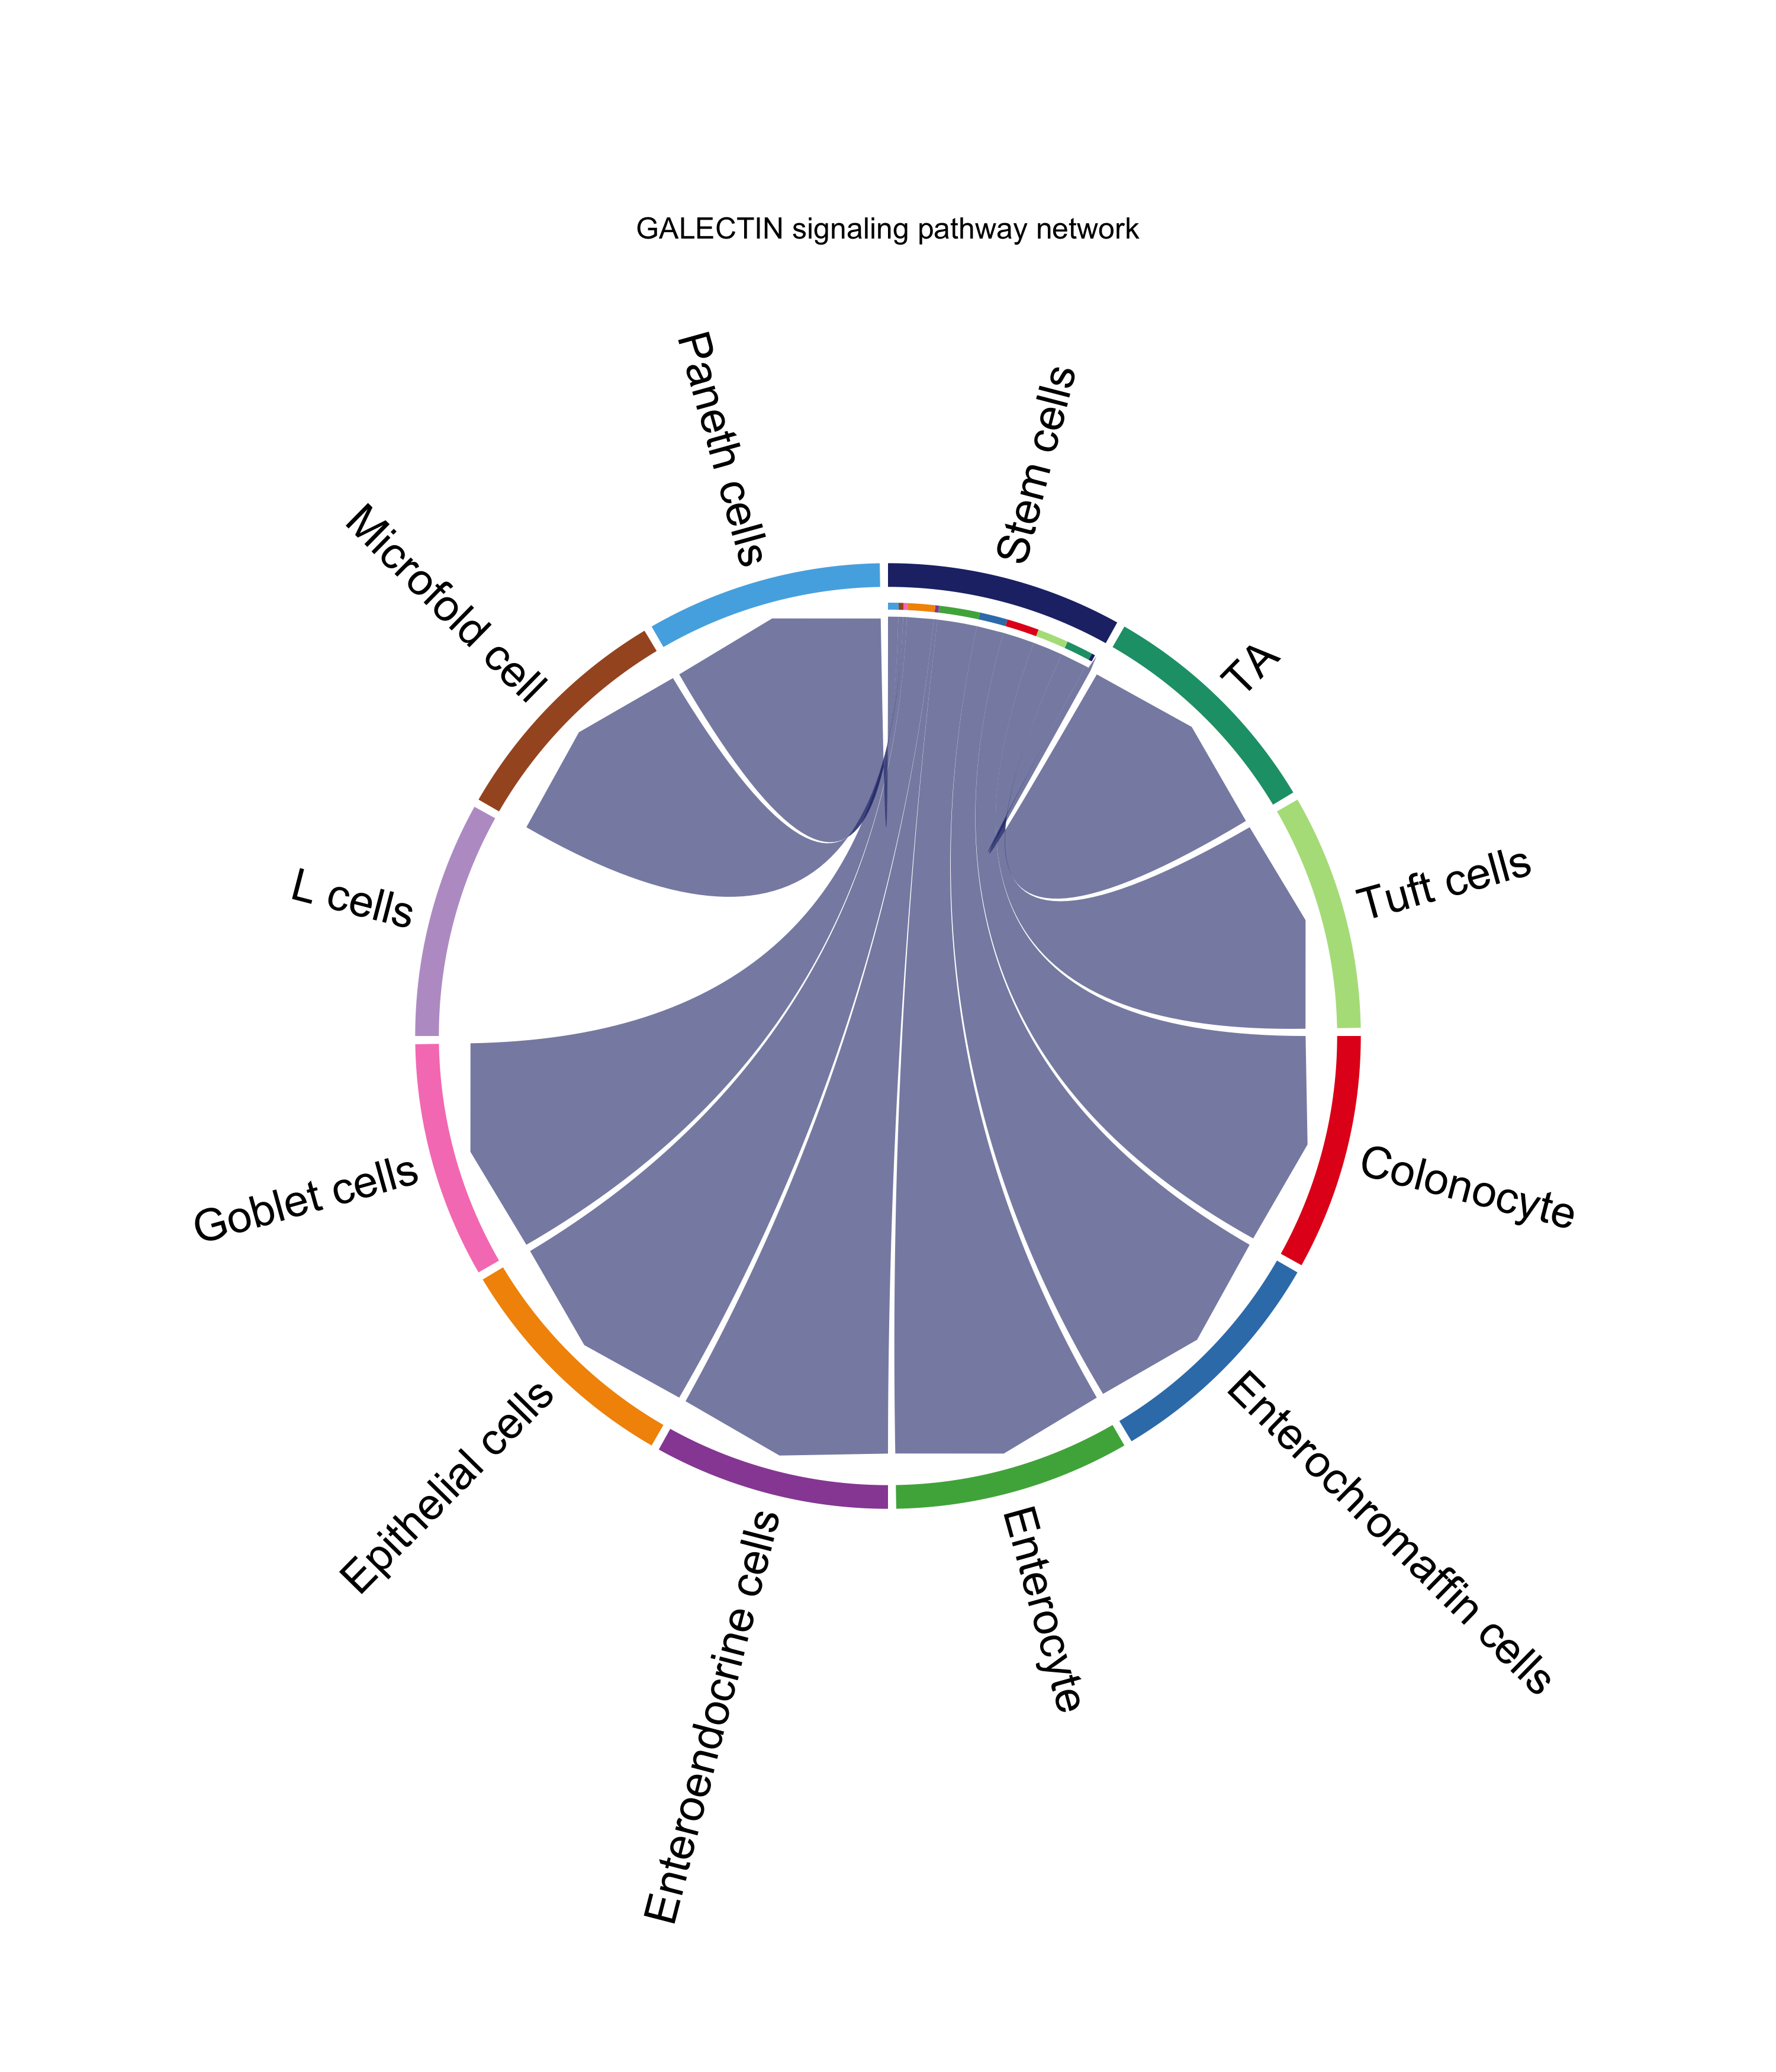 GALECTIN signaling pathway network
Paneth cells
Stem cells
Microfold cell
TA
L cells
Tuft cells
Goblet cells
Colonocyte
Epithelial cells
Enterochromaffin cells
Enteroendocrine cells
Enterocyte